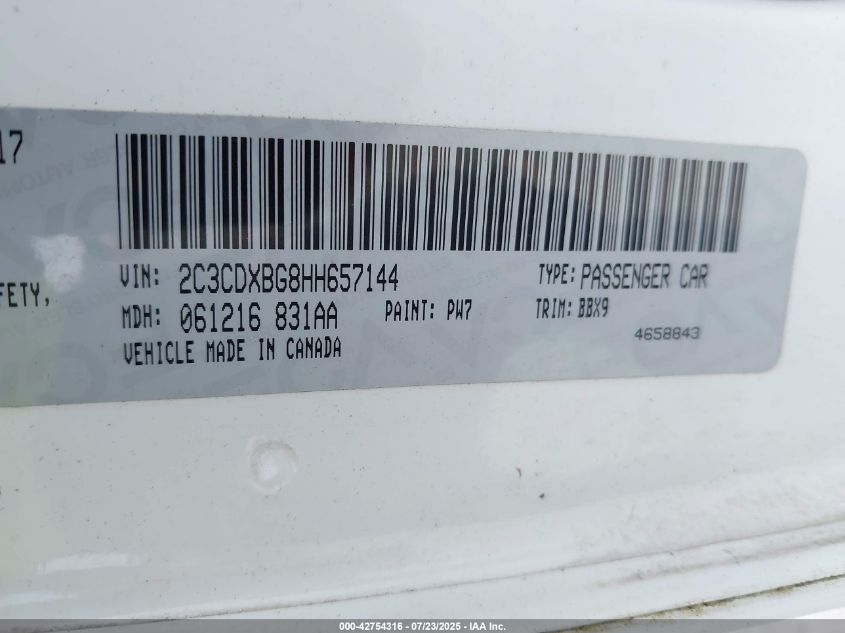 17
FETY,
VIN: 2C3CDXBG8HH657144 TYPE: PASSENGER CAR
MDH: 061216 831AA PAINT: PW7 TRIM: BBX9
VEHICLE MADE IN CANADA 4658843
000-42754316 - 07/23/2025 - IAA Inc.